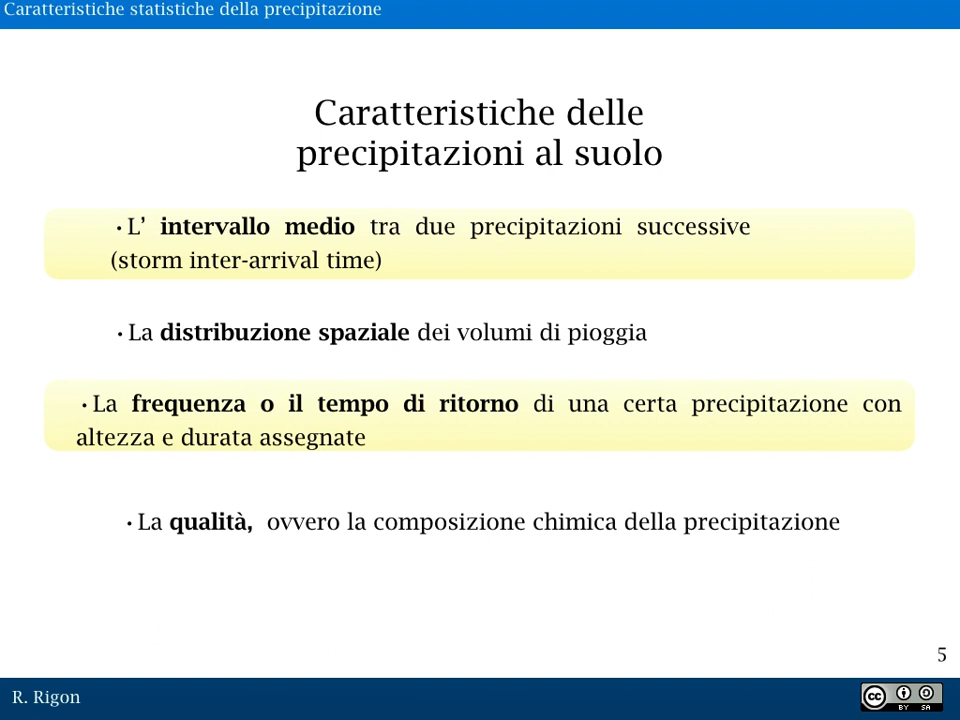 Caratteristiche statistiche della precipitazione
Caratteristiche delle
precipitazioni al suolo
•L’ intervallo medio tra due precipitazioni successive
(storm inter-arrival time)
•La distribuzione spaziale dei volumi di pioggia
•La frequenza o il tempo di ritorno di una certa precipitazione con
altezza e durata assegnate
•La qualità, ovvero la composizione chimica della precipitazione
5
R. Rigon
cc
BY SA